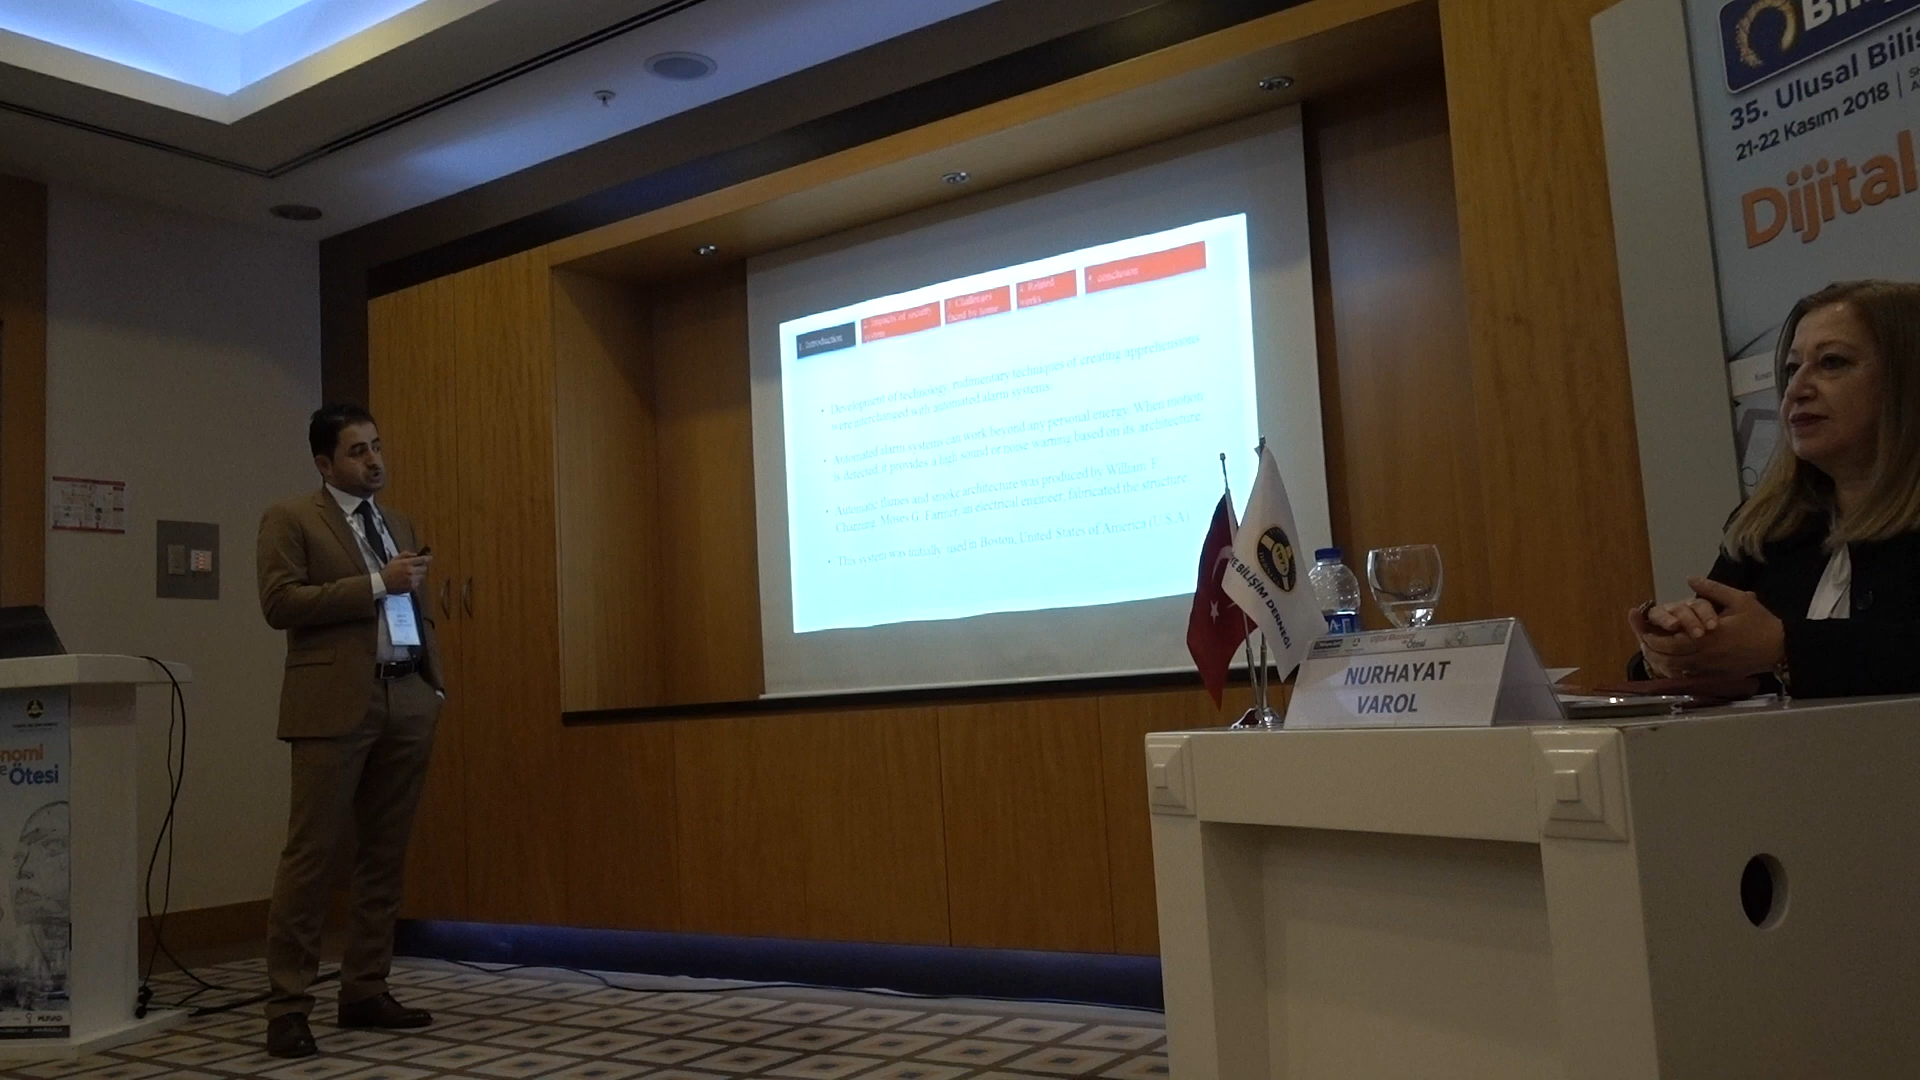 35. Ulusal Biliş
21-22 Kasım 2018
Dijital
1. Introduction
2. Impacts of security
system
3. Challenges
faced by home
4. Related
works
conclusion
• Development of technology, rudimentary techniques of creating apprehensions
were interchanged with automated alarm systems.
• Automated alarm systems can work beyond any personal energy. When motion
is detected it provides a high sound or noise warning based on its architecture.
• Automatic flames and smoke architecture was produced by William F.
Channing. Moses G. Farmer, an electrical engineer, fabricated the structure.
• This system was initially used in Boston, United States of America (U.S.A)
BİLİŞİM DERNEĞİ
Ötesi
NURHAYAT
VAROL
nomi
e Ötesi